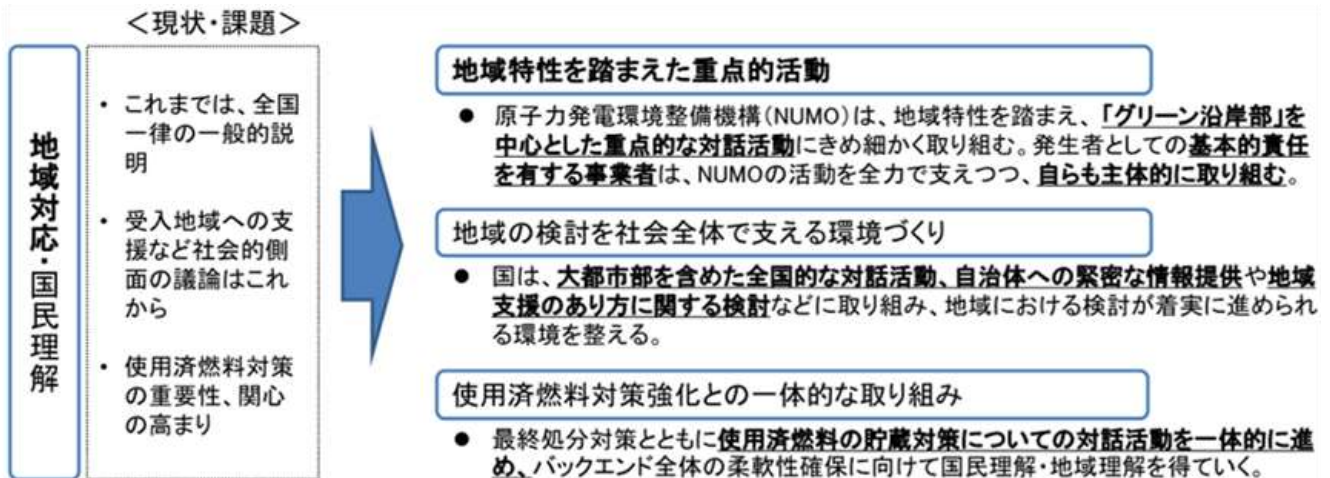 ＜現状・課題＞
地域対応・国民理解
• これまでは、全国
一律の一般的説
明
• 受入地域への支
援など社会的側
面の議論はこれ
から
• 使用済燃料対策
の重要性、関心
の高まり
地域特性を踏まえた重点的活動
● 原子力発電環境整備機構（NUMO）は、地域特性を踏まえ、「グリーン沿岸部」を
中心とした重点的な対話活動にきめ細かく取り組む。発生者としての基本的責任
を有する事業者は、NUMOの活動を全力で支えつつ、自らも主体的に取り組む。
地域の検討を社会全体で支える環境づくり
● 国は、大都市部を含めた全国的な対話活動、自治体への緊密な情報提供や地域
支援のあり方に関する検討などに取り組み、地域における検討が着実に進められ
る環境を整える。
使用済燃料対策強化との一体的な取り組み
● 最終処分対策とともに使用済燃料の貯蔵対策についての対話活動を一体的に進
め、バックエンド全体の柔軟性確保に向けて国民理解・地域理解を得ていく。